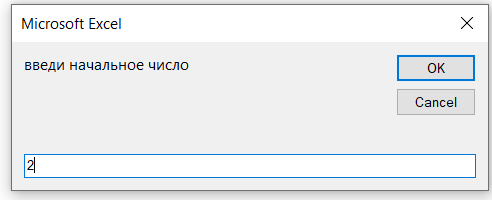 Microsoft Excel
введи начальное число
OK
Cancel
2